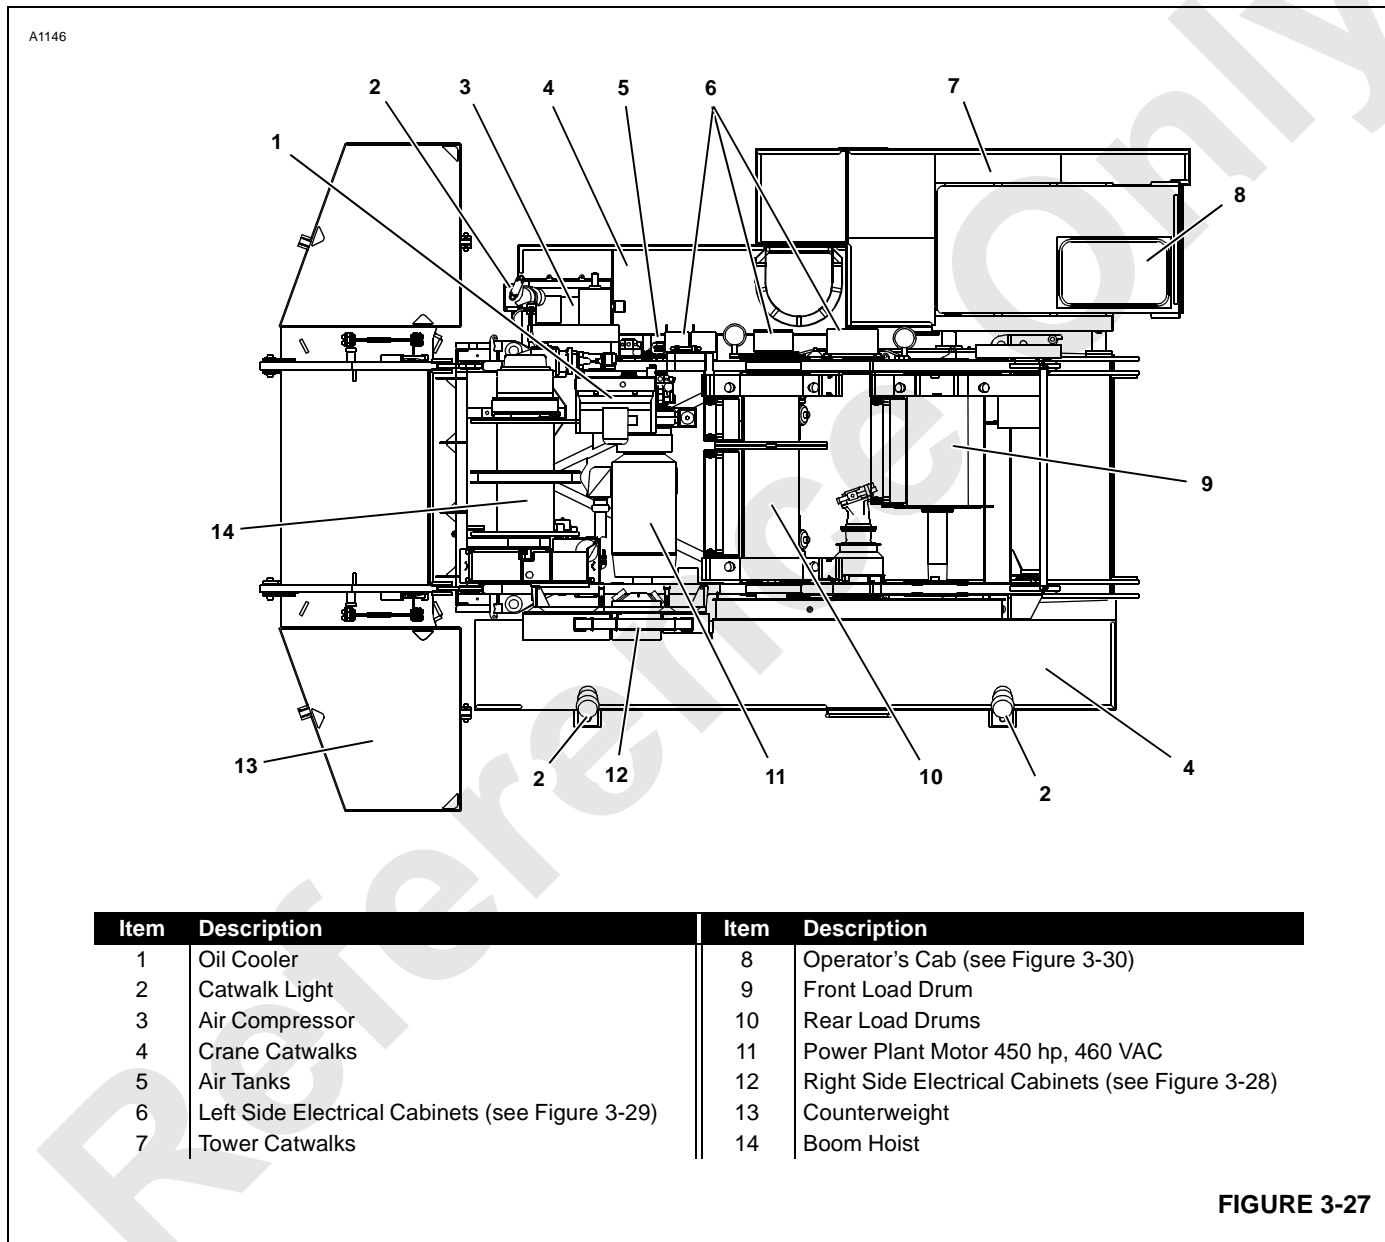 A1146
2 3 4 5 6 7
1
8
9
14
13
2 12 11 10 2 4
Item Description Item Description
1 Oil Cooler 8 Operator’s Cab (see Figure 3-30)
2 Catwalk Light 9 Front Load Drum
3 Air Compressor 10 Rear Load Drums
4 Crane Catwalks 11 Power Plant Motor 450 hp, 460 VAC
5 Air Tanks 12 Right Side Electrical Cabinets (see Figure 3-28)
6 Left Side Electrical Cabinets (see Figure 3-29) 13 Counterweight
7 Tower Catwalks 14 Boom Hoist
FIGURE 3-27
Reference Only